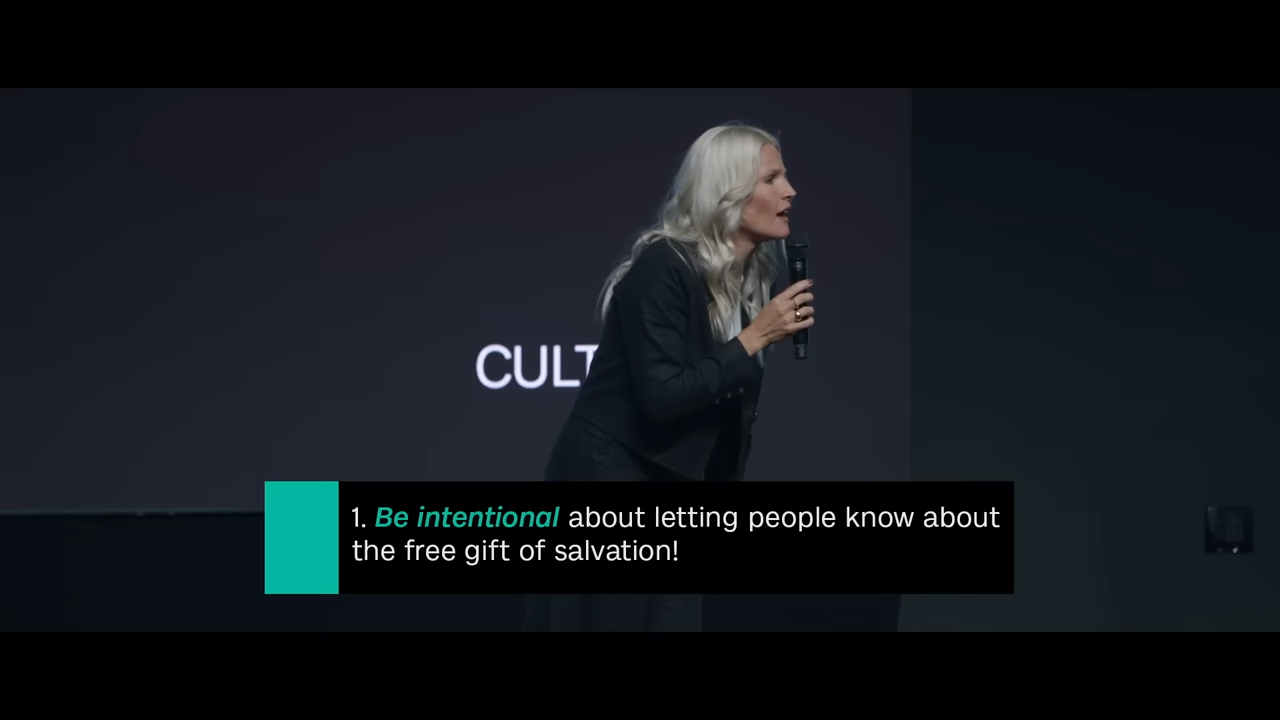 CULT
1. Be intentional about letting people know about
the free gift of salvation!